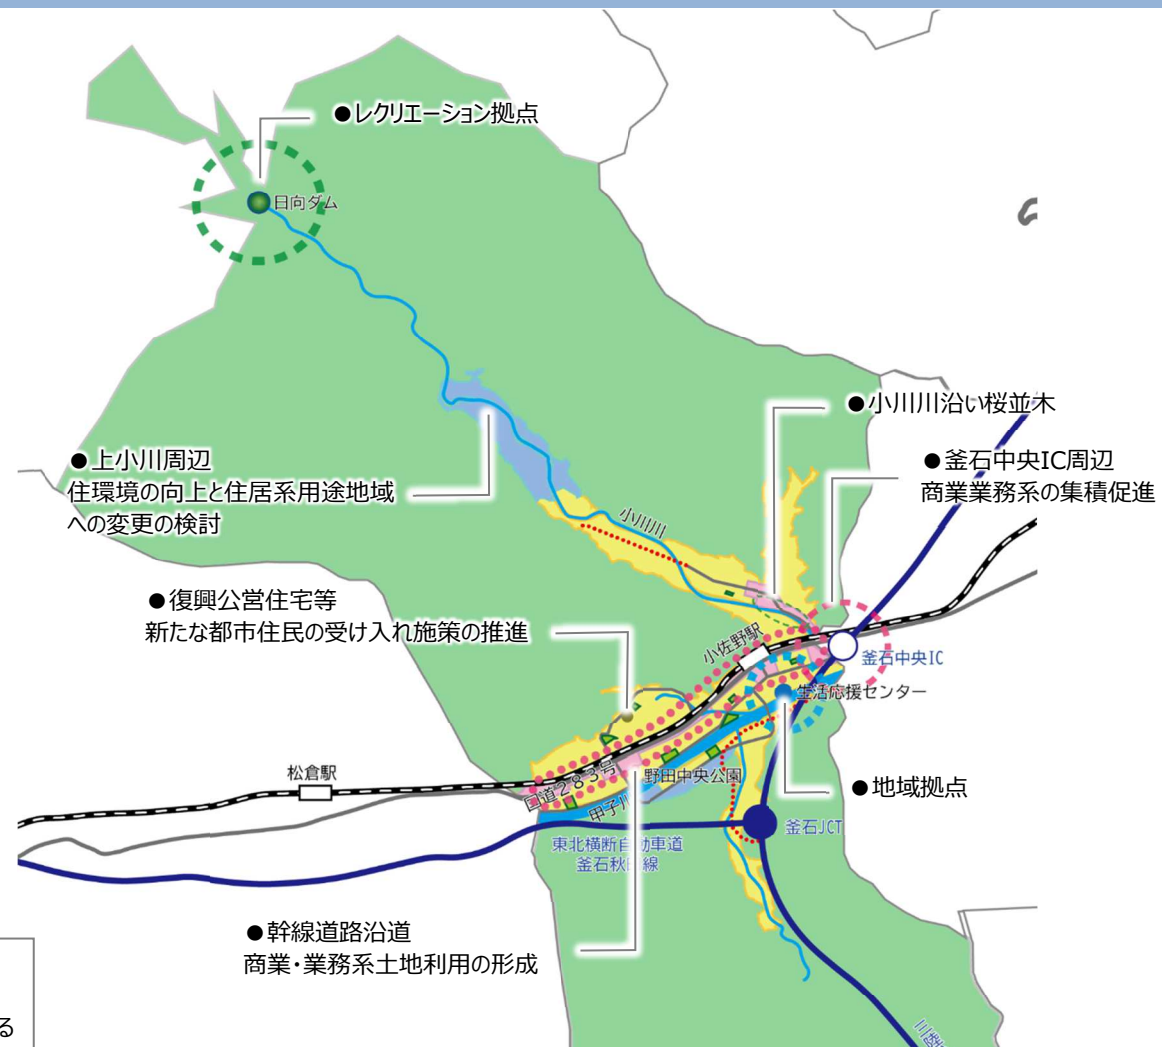 ●レクリエーション拠点
日向ダム
●小川川沿い桜並木
●上小川周辺
住環境の向上と住居系用途地域
への変更の検討
●釜石中央IC周辺
商業業務系の集積促進
小川川
●復興公営住宅等
新たな都市住民の受け入れ施策の推進
小佐野駅
釜石中央IC
生活応援センター
松倉駅
国道283号
野田中央公園
●地域拠点
甲子川
釜石JCT
東北横断自動車道
釜石秋田線
●幹線道路沿道
商業・業務系土地利用の形成
る